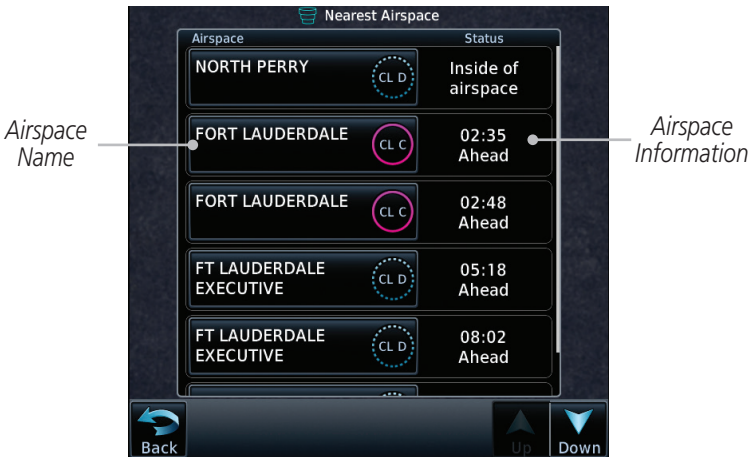 Nearest Airspace
Airspace
Status
NORTH PERRY
CL D
Inside of
airspace
Airspace
Name
FORT LAUDERDALE
CL C
02:35
Ahead
Airspace
Information
FORT LAUDERDALE
CL C
02:48
Ahead
FT LAUDERDALE
EXECUTIVE
CL D
05:18
Ahead
FT LAUDERDALE
EXECUTIVE
CL D
08:02
Ahead
Back
Up
Down